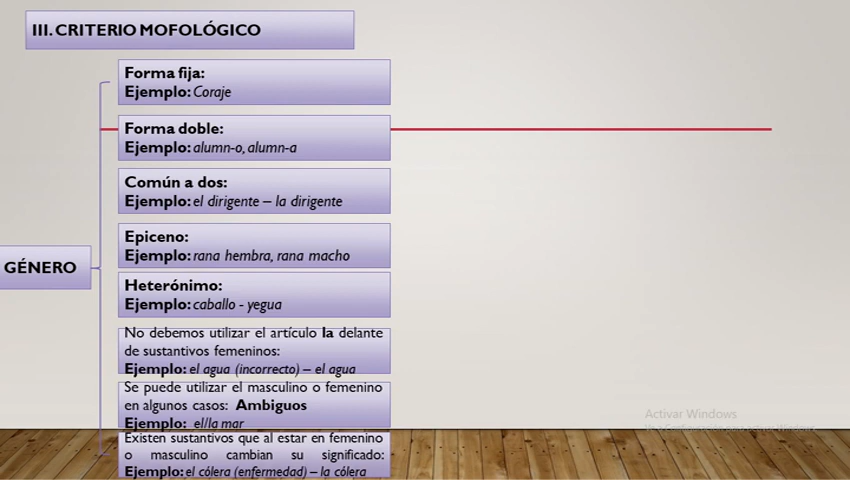 III. CRITERIO MOFOLÓGICO
Forma fija:
Ejemplo: Coraje
Forma doble:
Ejemplo: alumn-o, alumn-a
Común a dos:
Ejemplo: el dirigente – la dirigente
Epiceno:
Ejemplo: rana hembra, rana macho
GÉNERO
Heterónimo:
Ejemplo: caballo - yegua
No debemos utilizar el artículo la delante
de sustantivos femeninos:
Ejemplo: el agua (incorrecto) – el agua
Se puede utilizar el masculino o femenino
en algunos casos: Ambiguos
Ejemplo: el/la mar
Existen sustantivos que al estar en femenino
o masculino cambian su significado:
Ejemplo: el cólera (enfermedad) – la cólera
Activar Windows